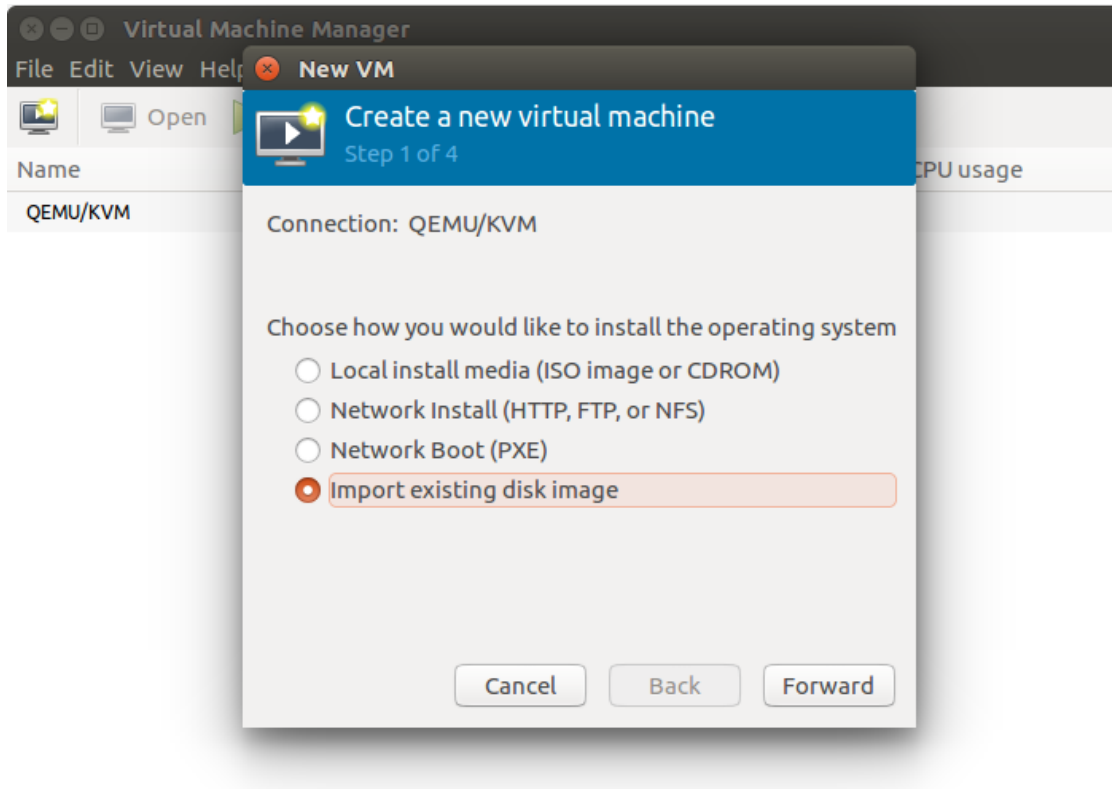 Virtual Machine Manager
File Edit View Help
New VM
Open
Create a new virtual machine
Step 1 of 4
Name
CPU usage
QEMU/KVM
Connection: QEMU/KVM
Choose how you would like to install the operating system
Local install media (ISO image or CDROM)
Network Install (HTTP, FTP, or NFS)
Network Boot (PXE)
Import existing disk image
Cancel Back Forward